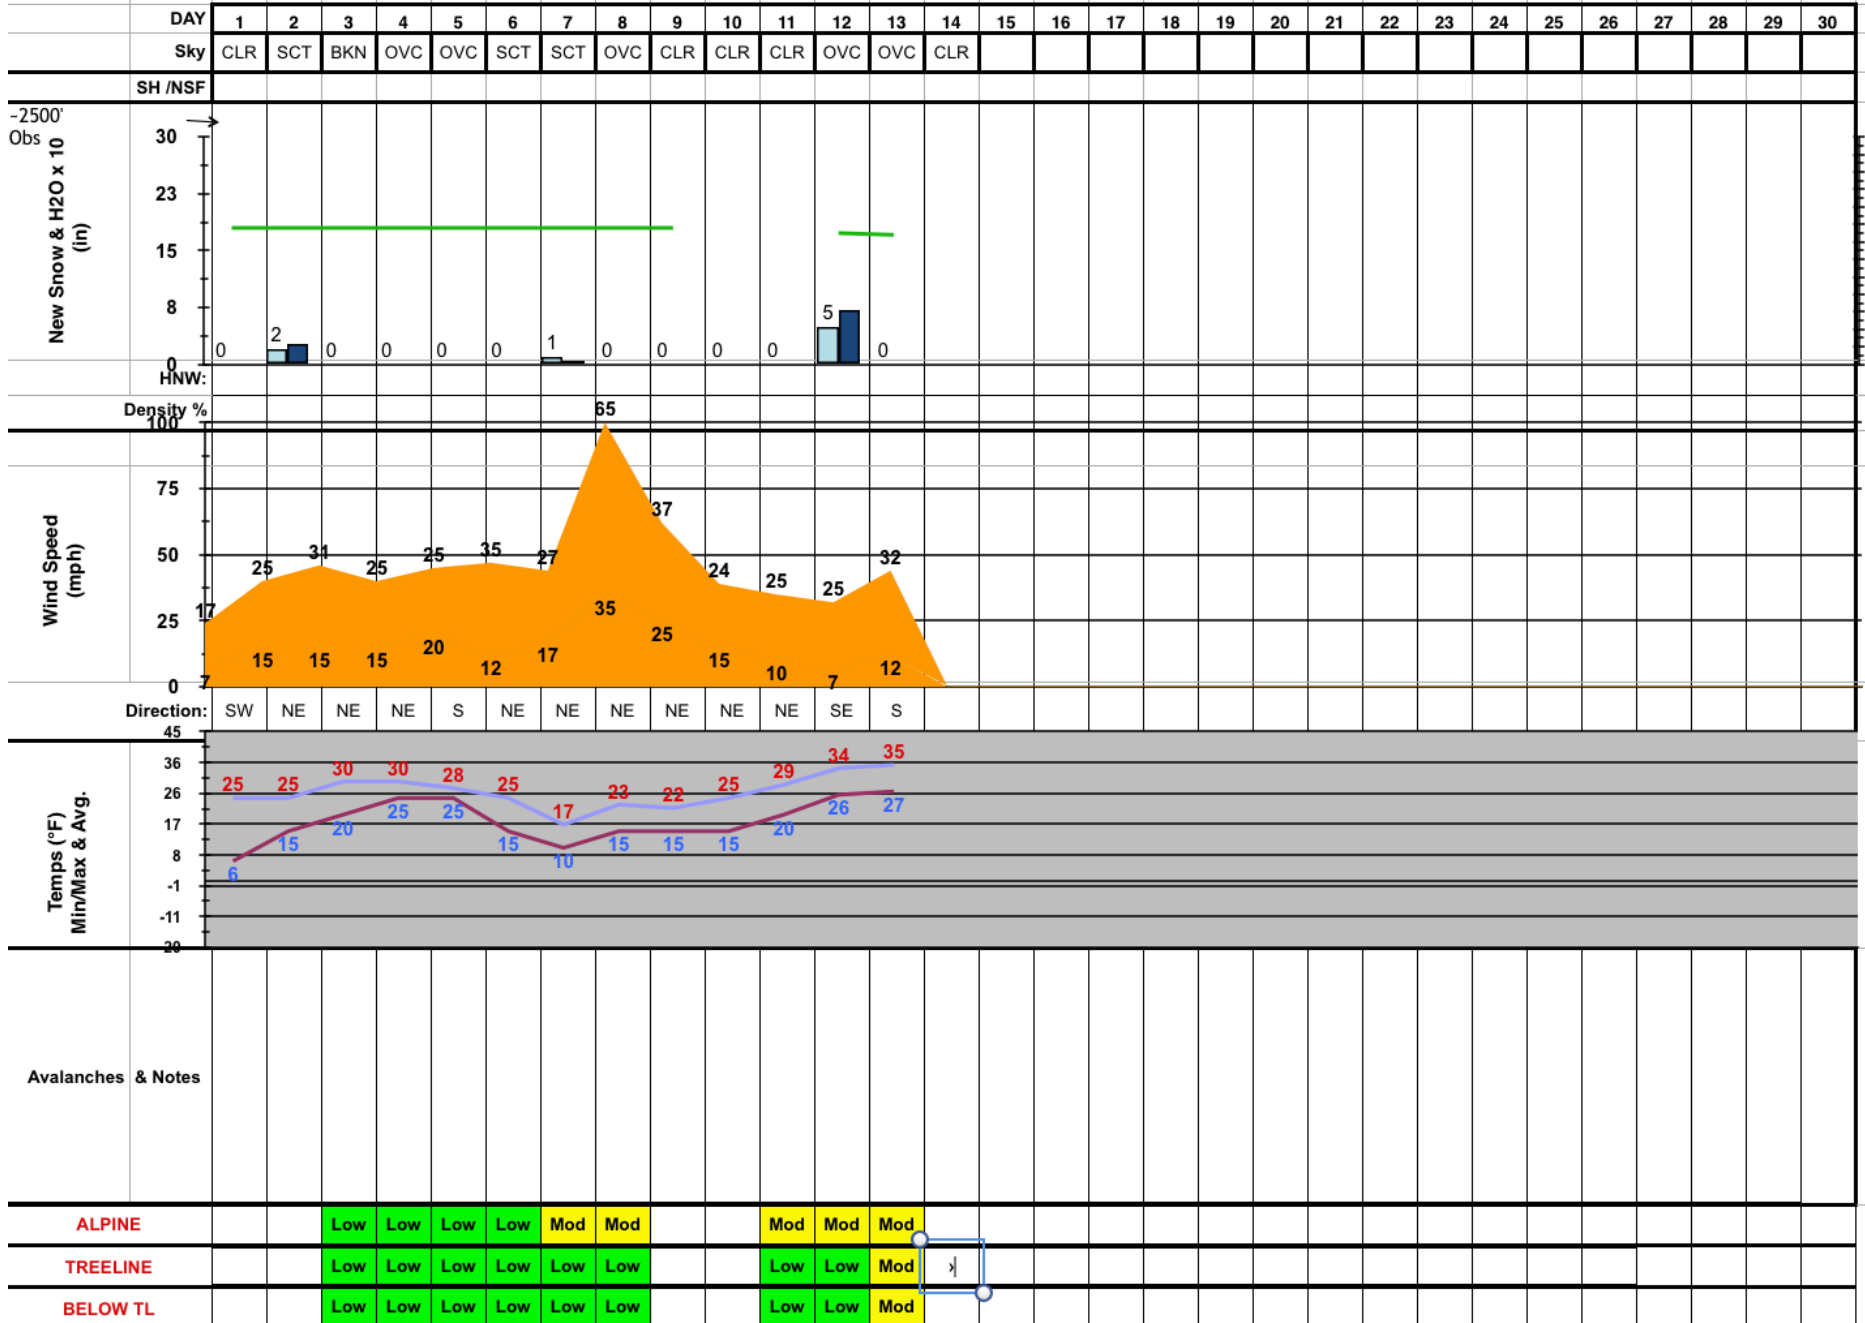 DAY 1 2 3 4 5 6 7 8 9 10 11 12 13 14 15 16 17 18 19 20 21 22 23 24 25 26 27 28 29 30
Sky CLR SCT BKN OVC OVC SCT SCT OVC CLR CLR CLR OVC OVC CLR
SH /NSF
~2500'
Obs
New Snow & H2O x 10
(in)
30
23
15
8
0
0 2 0 0 0 0 1 0 0 0 0 5 0
HNW:
Density %
Wind Speed
(mph)
100
75
50
25
0
17 25 31 25 25 35 27 65 37 24 25 25 32
7 15 15 15 20 12 17 35 25 15 10 7 12
Direction: SW NE NE NE S NE NE NE NE NE NE SE S
Temps (°F)
Min/Max & Avg.
45
36
26
17
8
-1
-11
-20
25 25 30 30 28 25 17 23 22 25 29 34 35
6 15 20 25 25 15 10 15 15 15 20 26 27
Avalanches & Notes
ALPINE Low Low Low Low Mod Mod Mod Mod Mod
TREELINE Low Low Low Low Low Low Low Low Mod
BELOW TL Low Low Low Low Low Low Low Low Mod